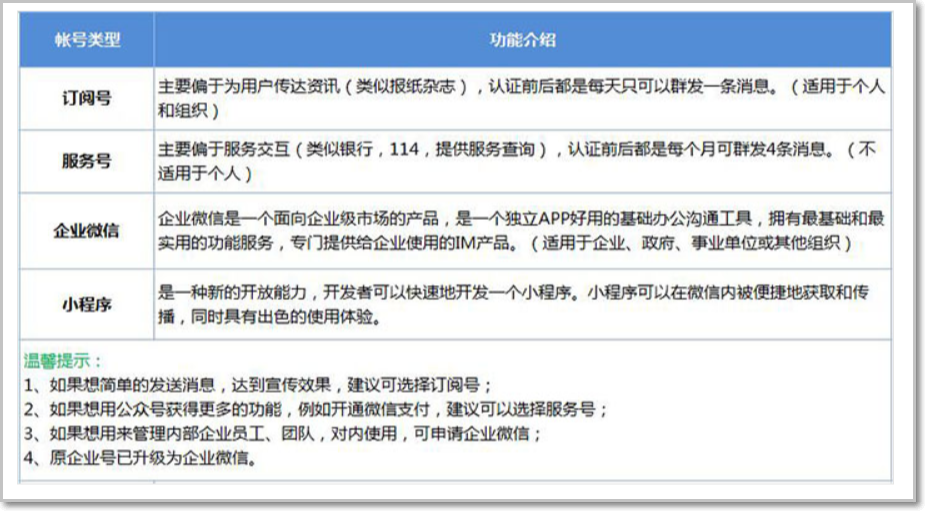 帐号类型 功能介绍
订阅号 主要偏于为用户传达资讯（类似报纸杂志），认证前后都是每天只可以群发一条消息。（适用于个人
和组织）
服务号 主要偏于服务交互（类似银行，114，提供服务查询），认证前后都是每个月可群发4条消息。（不
适用于个人）
企业微信 企业微信是一个面向企业级市场的产品，是一个独立APP好用的基础办公沟通工具，拥有最基础和最
实用的功能服务，专门提供给企业使用的IM产品。（适用于企业、政府、事业单位或其他组织）
小程序 是一种新的开放能力，开发者可以快速地开发一个小程序。小程序可以在微信内被便捷地获取和传
播，同时具有出色的使用体验。
温馨提示：
1、如果想简单的发送消息，达到宣传效果，建议可选择订阅号；
2、如果想用公众号获得更多的功能，例如开通微信支付，建议可以选择服务号；
3、如果想用来管理内部企业员工、团队，对内使用，可申请企业微信；
4、原企业号已升级为企业微信。